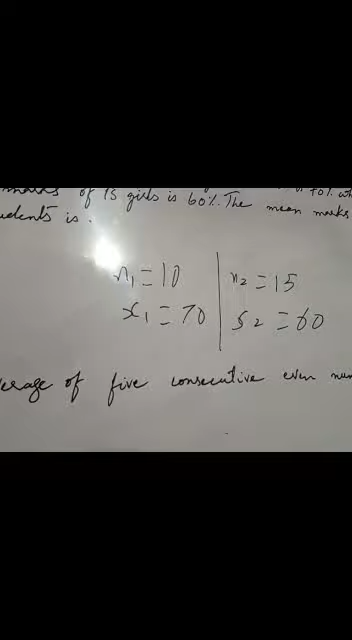 of 15 girls is 60%. The mean marks
is.
n1 = 10 n2 = 15
x1 = 70 x2 = 60
of five consecutive even